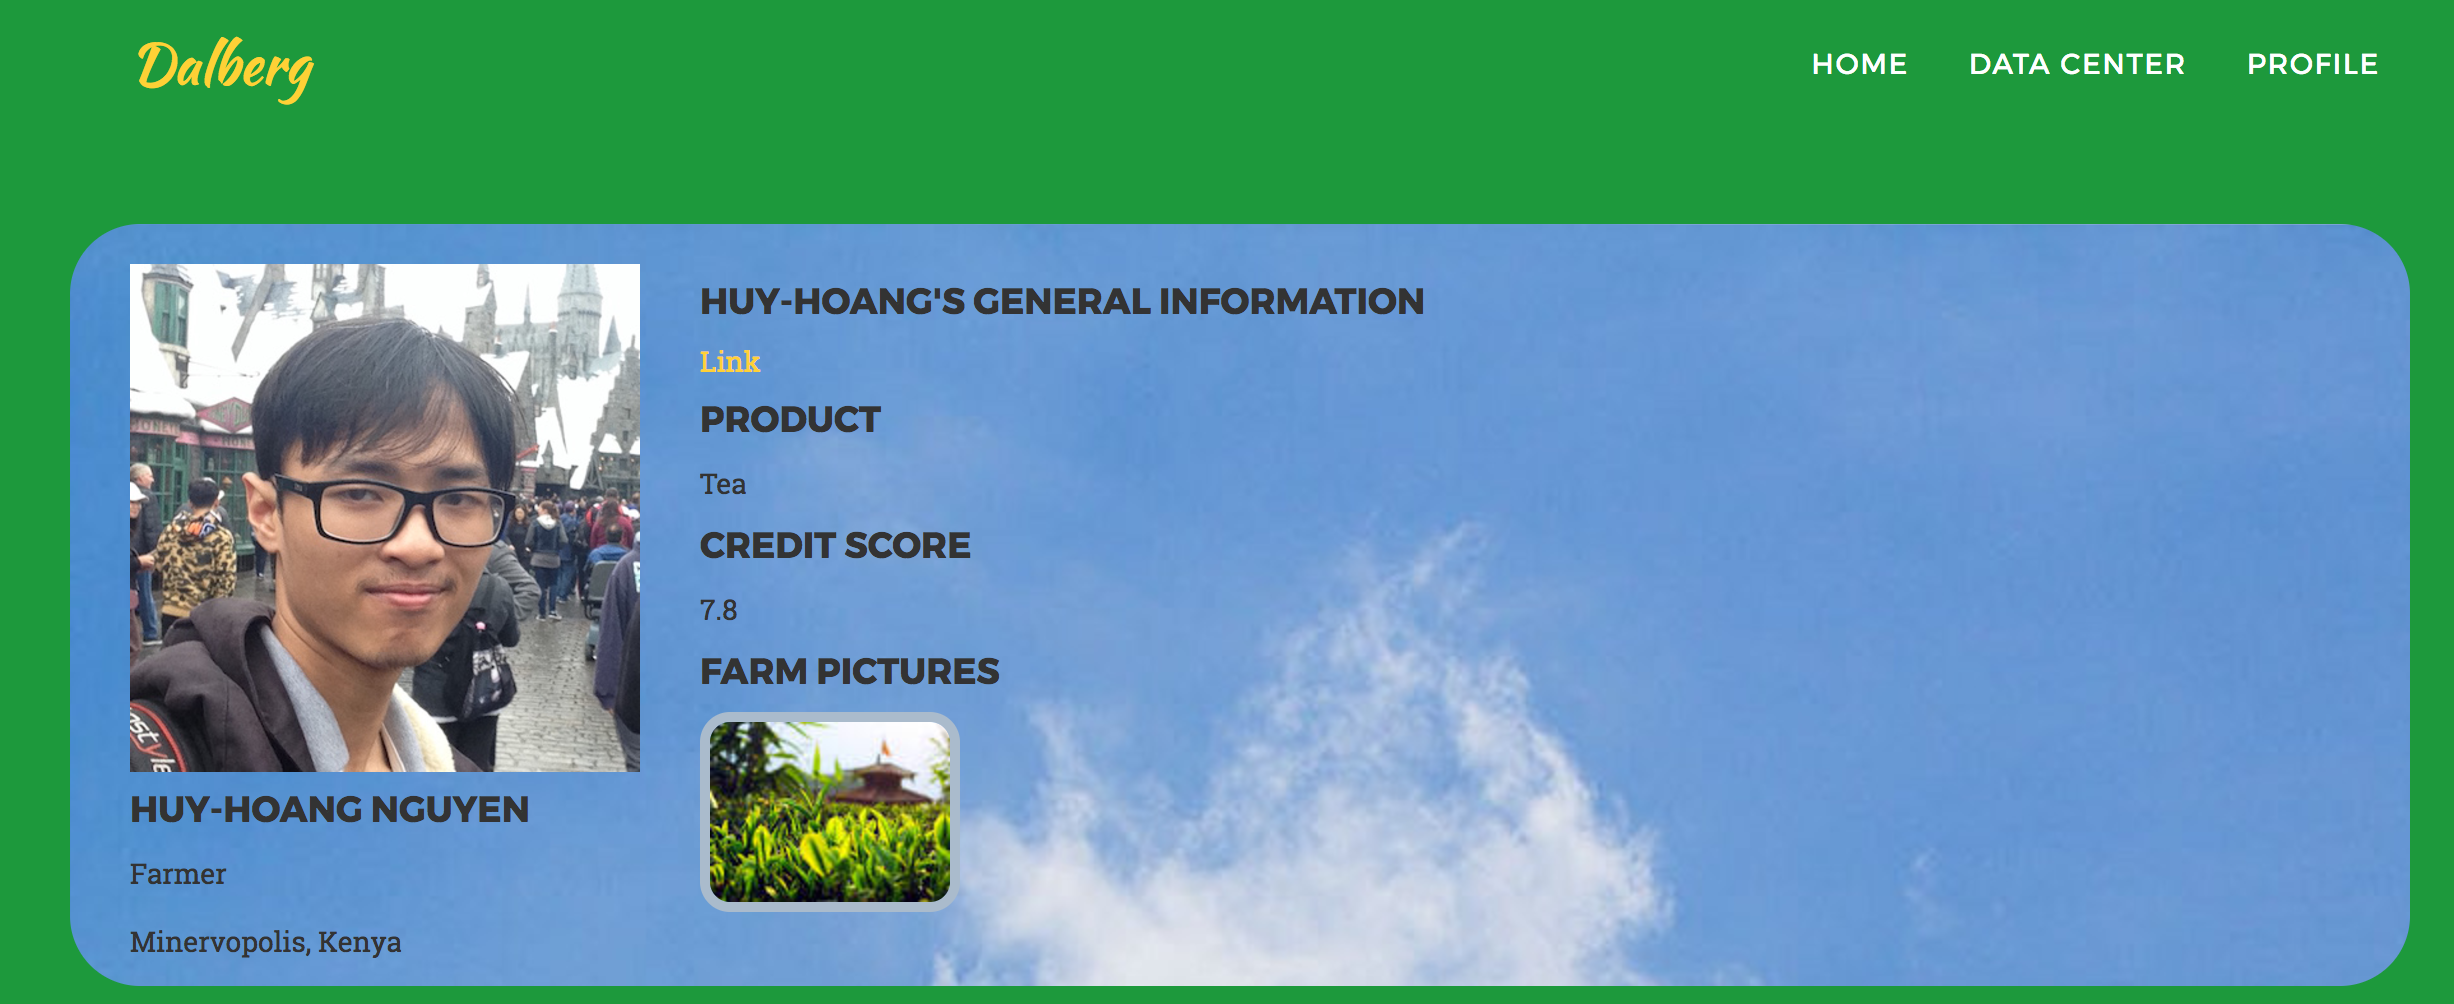 Dalberg
HOME DATA CENTER PROFILE
HUY-HOANG'S GENERAL INFORMATION
Link
PRODUCT
Tea
CREDIT SCORE
7.8
FARM PICTURES
HUY-HOANG NGUYEN
Farmer
Minervopolis, Kenya